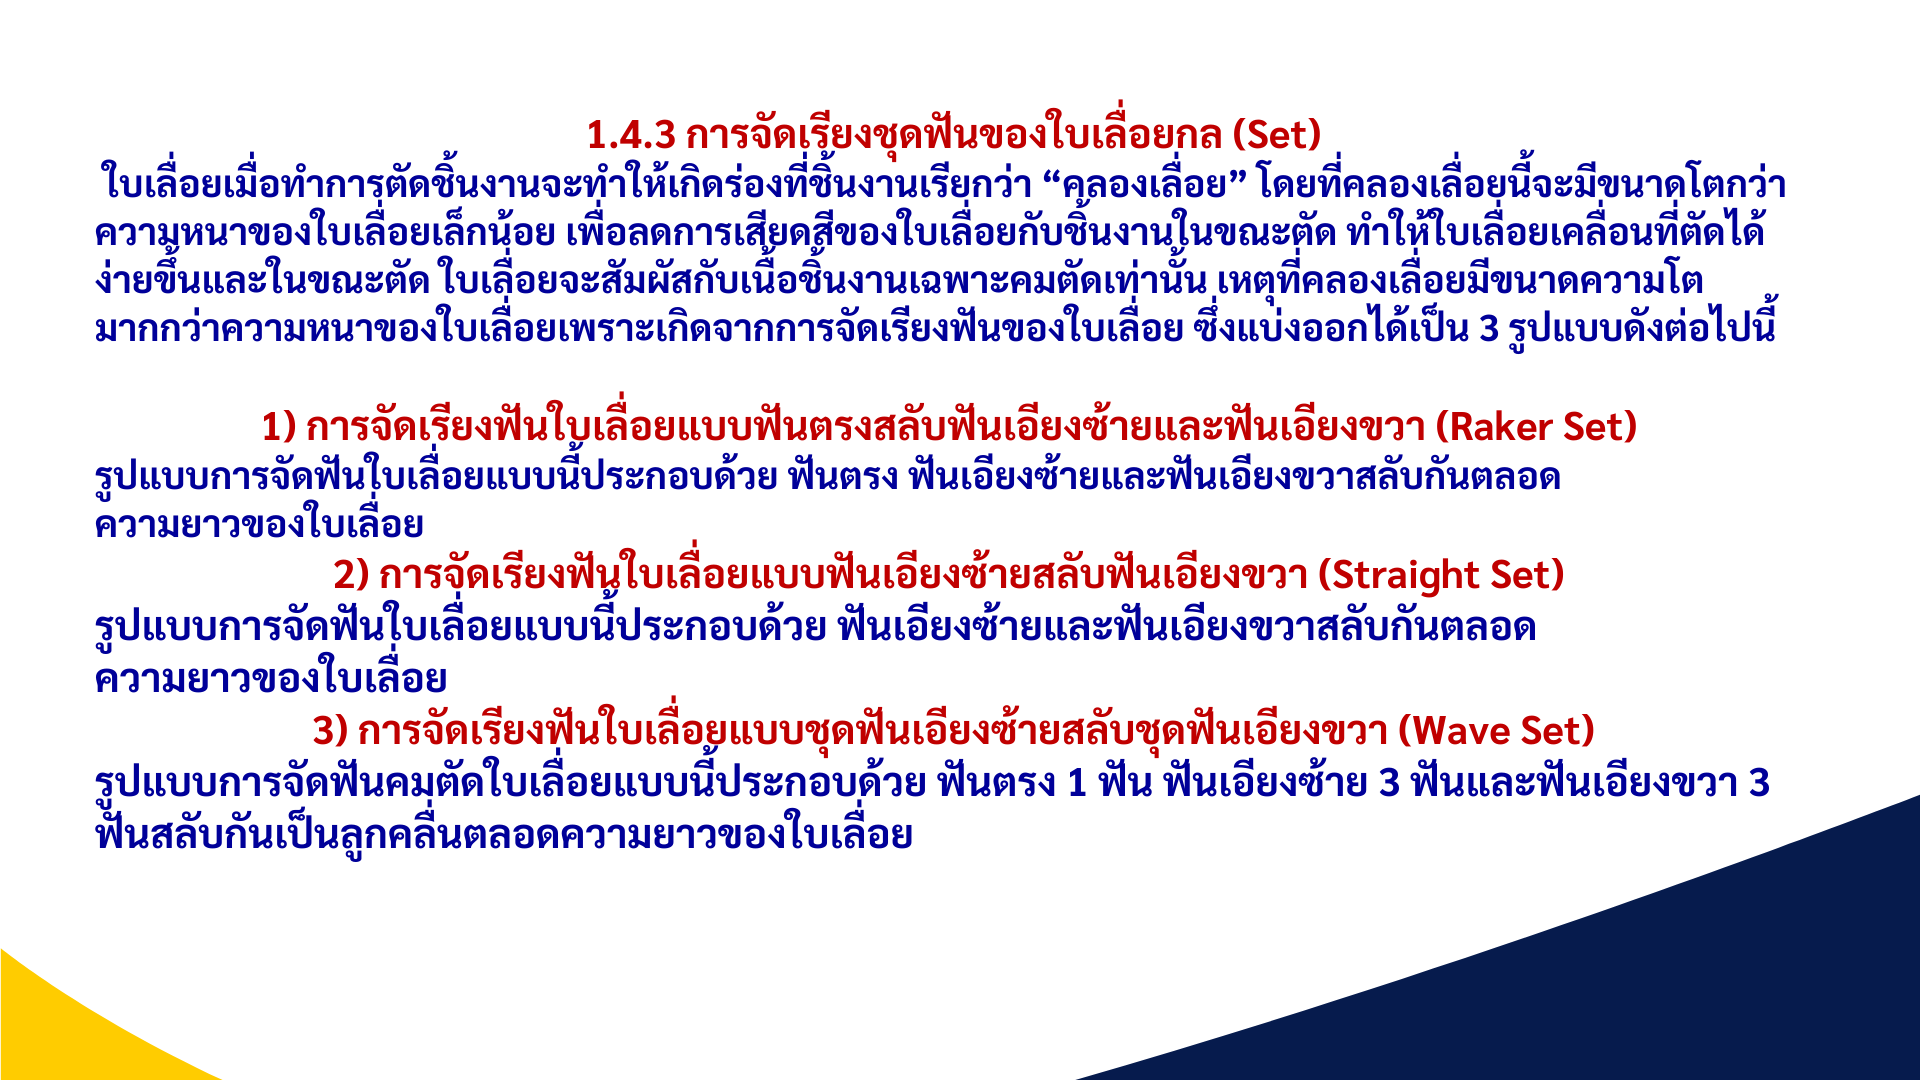 1.4.3 การจัดเรียงชุดฟันของใบเลื่อยกล (Set)
ใบเลื่อยเมื่อทำการตัดชิ้นงานจะทำให้เกิดร่องที่ชิ้นงานเรียกว่า “คลองเลื่อย” โดยที่คลองเลื่อยนี้จะมีขนาดโตกว่า
ความหนาของใบเลื่อยเล็กน้อย เพื่อลดการเสียดสีของใบเลื่อยกับชิ้นงานในขณะตัด ทำให้ใบเลื่อยเคลื่อนที่ตัดได้
ง่ายขึ้นและในขณะตัด ใบเลื่อยจะสัมผัสกับเนื้อชิ้นงานเฉพาะคมตัดเท่านั้น เหตุที่คลองเลื่อยมีขนาดความโต
มากกว่าความหนาของใบเลื่อยเพราะเกิดจากการจัดเรียงฟันของใบเลื่อย ซึ่งแบ่งออกได้เป็น 3 รูปแบบดังต่อไปนี้
1) การจัดเรียงฟันใบเลื่อยแบบฟันตรงสลับฟันเอียงซ้ายและฟันเอียงขวา (Raker Set)
รูปแบบการจัดฟันใบเลื่อยแบบนี้ประกอบด้วย ฟันตรง ฟันเอียงซ้ายและฟันเอียงขวาสลับกันตลอด
ความยาวของใบเลื่อย
2) การจัดเรียงฟันใบเลื่อยแบบฟันเอียงซ้ายสลับฟันเอียงขวา (Straight Set)
รูปแบบการจัดฟันใบเลื่อยแบบนี้ประกอบด้วย ฟันเอียงซ้ายและฟันเอียงขวาสลับกันตลอด
ความยาวของใบเลื่อย
3) การจัดเรียงฟันใบเลื่อยแบบชุดฟันเอียงซ้ายสลับชุดฟันเอียงขวา (Wave Set)
รูปแบบการจัดฟันคมตัดใบเลื่อยแบบนี้ประกอบด้วย ฟันตรง 1 ฟัน ฟันเอียงซ้าย 3 ฟันและฟันเอียงขวา 3
ฟันสลับกันเป็นลูกคลื่นตลอดความยาวของใบเลื่อย